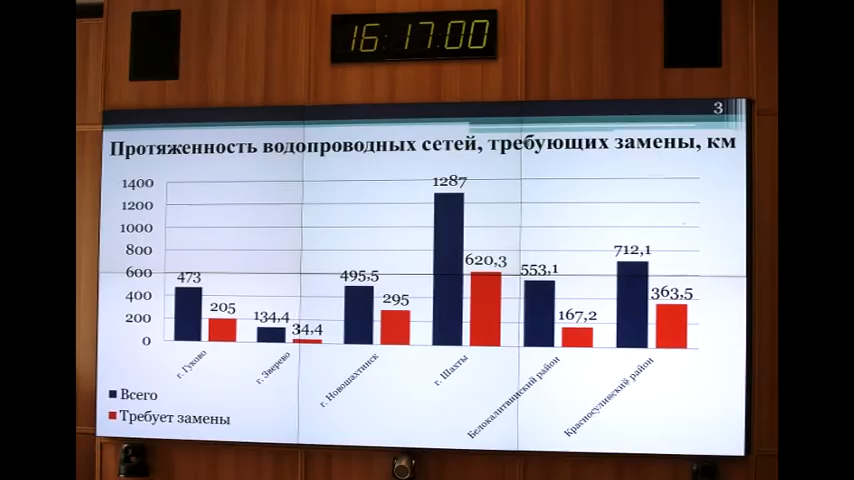 16:17:00
3
Протяженность водопроводных сетей, требующих замены, км
1400
1200
1000
800
600
400
200
0
473
205
134,4
34,4
495,5
295
1287
620,3
553,1
167,2
712,1
363,5
г. Гуково
г. Зверево
г. Новошахтинск
г. Шахты
Белокалитвинский район
Красносулинский район
Всего
Требует замены